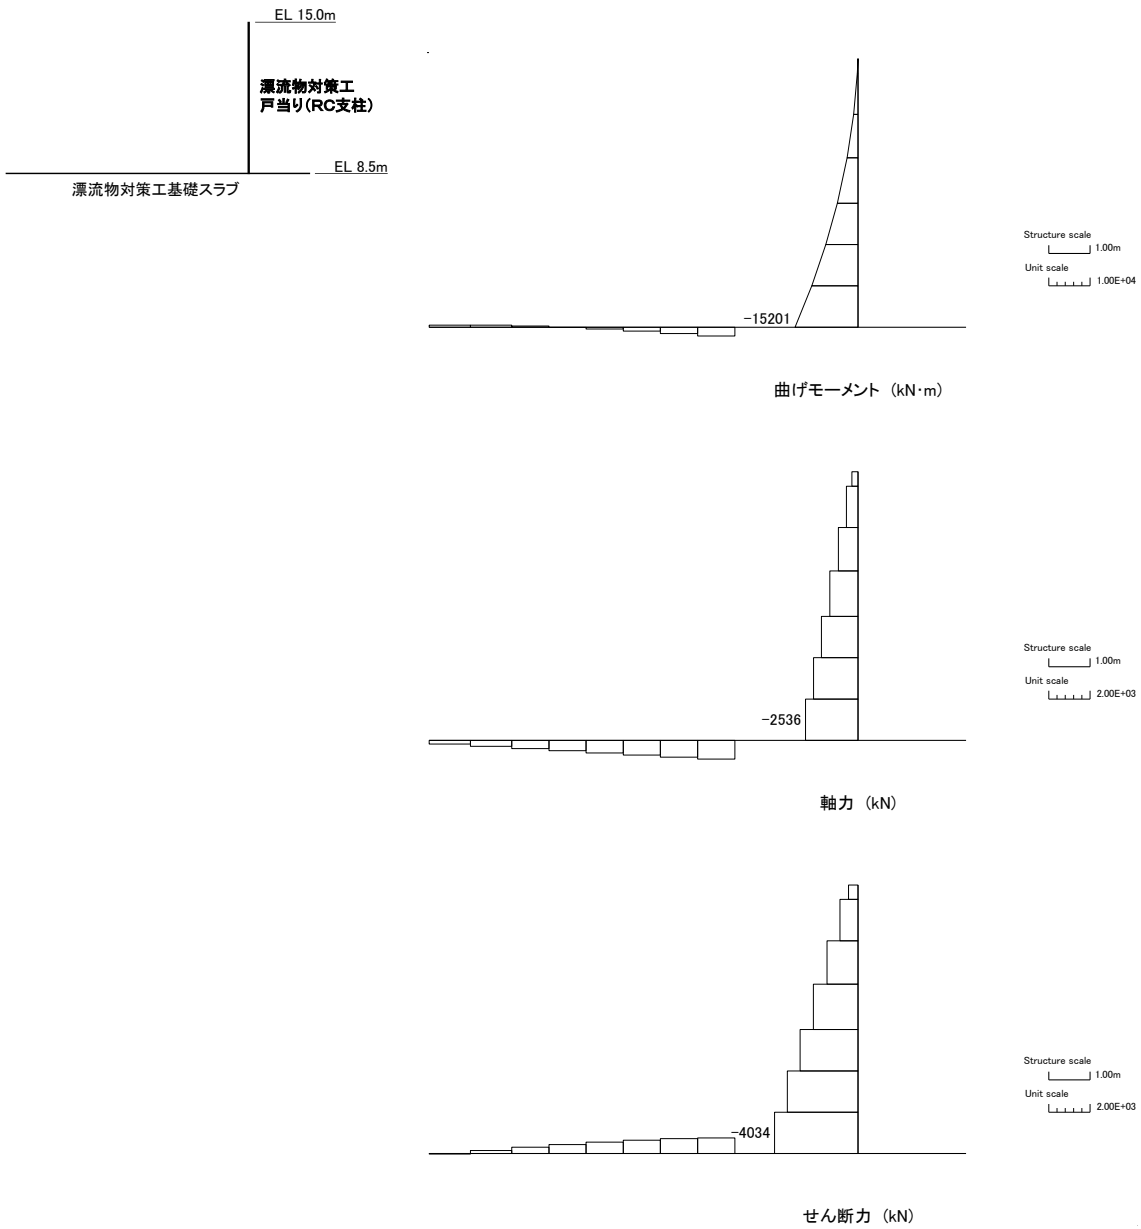 EL 15.0m
漂流物対策工
戸当り(RC支柱)
EL 8.5m
漂流物対策工基礎スラブ
Structure scale
1.00m
Unit scale
1.00E+04
-15201
曲げモーメント (kN·m)
Structure scale
1.00m
Unit scale
2.00E+03
-2536
軸力 (kN)
Structure scale
1.00m
Unit scale
2.00E+03
-4034
せん断力 (kN)